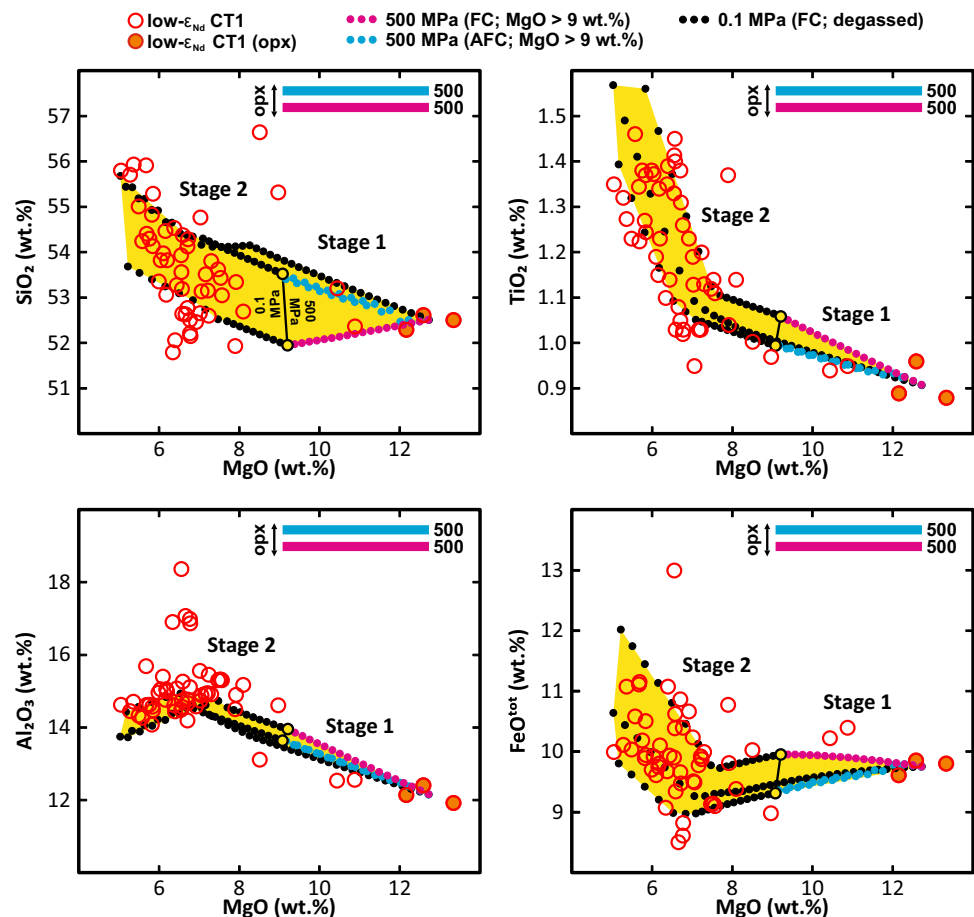 low-εNd CT1
500 MPa (FC; MgO > 9 wt.%)
0.1 MPa (FC; degassed)
low-εNd CT1 (opx)
500 MPa (AFC; MgO > 9 wt.%)
57
56
55
54
53
52
51
SiO₂ (wt.%)
opx
500
500
Stage 2
Stage 1
0.1
MPa
500
MPa
6
8
10
12
MgO (wt.%)
1.5
1.4
1.3
1.2
1.1
1.0
0.9
TiO₂ (wt.%)
opx
500
500
Stage 2
Stage 1
6
8
10
12
MgO (wt.%)
18
16
14
12
Al₂O₃ (wt.%)
opx
500
500
Stage 2
Stage 1
6
8
10
12
MgO (wt.%)
13
12
11
10
9
FeOᵗᵒᵗ (wt.%)
opx
500
500
Stage 2
Stage 1
6
8
10
12
MgO (wt.%)